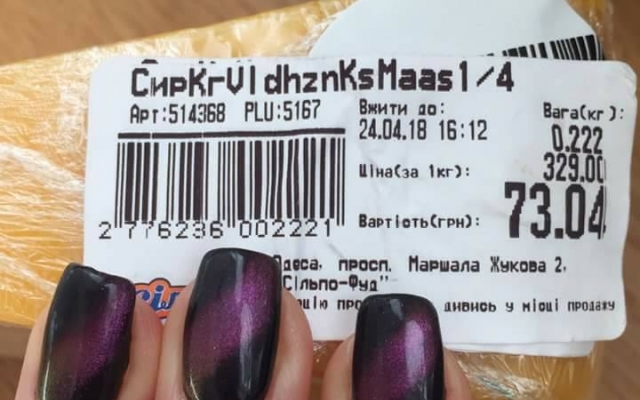 СирКгVldhznKsMaas1/4
Арт:514368 PLU:5167
Вжити до:
24.04.18 16:12
Вага(кг):
0.222
Ціна(за 1кг):
329.00
Вартість(грн):
73.04
2 776236 002221
Одеса, просп. Маршала Жукова 2,
"Сільпо-Фуд"
дивись у місці продажу